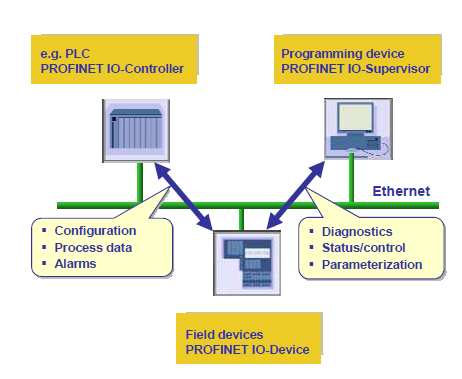 e.g. PLC
PROFINET IO-Controller
Programming device
PROFINET IO-Supervisor
Ethernet
▪ Configuration
▪ Process data
▪ Alarms
▪ Diagnostics
▪ Status/control
▪ Parameterization
Field devices
PROFINET IO-Device